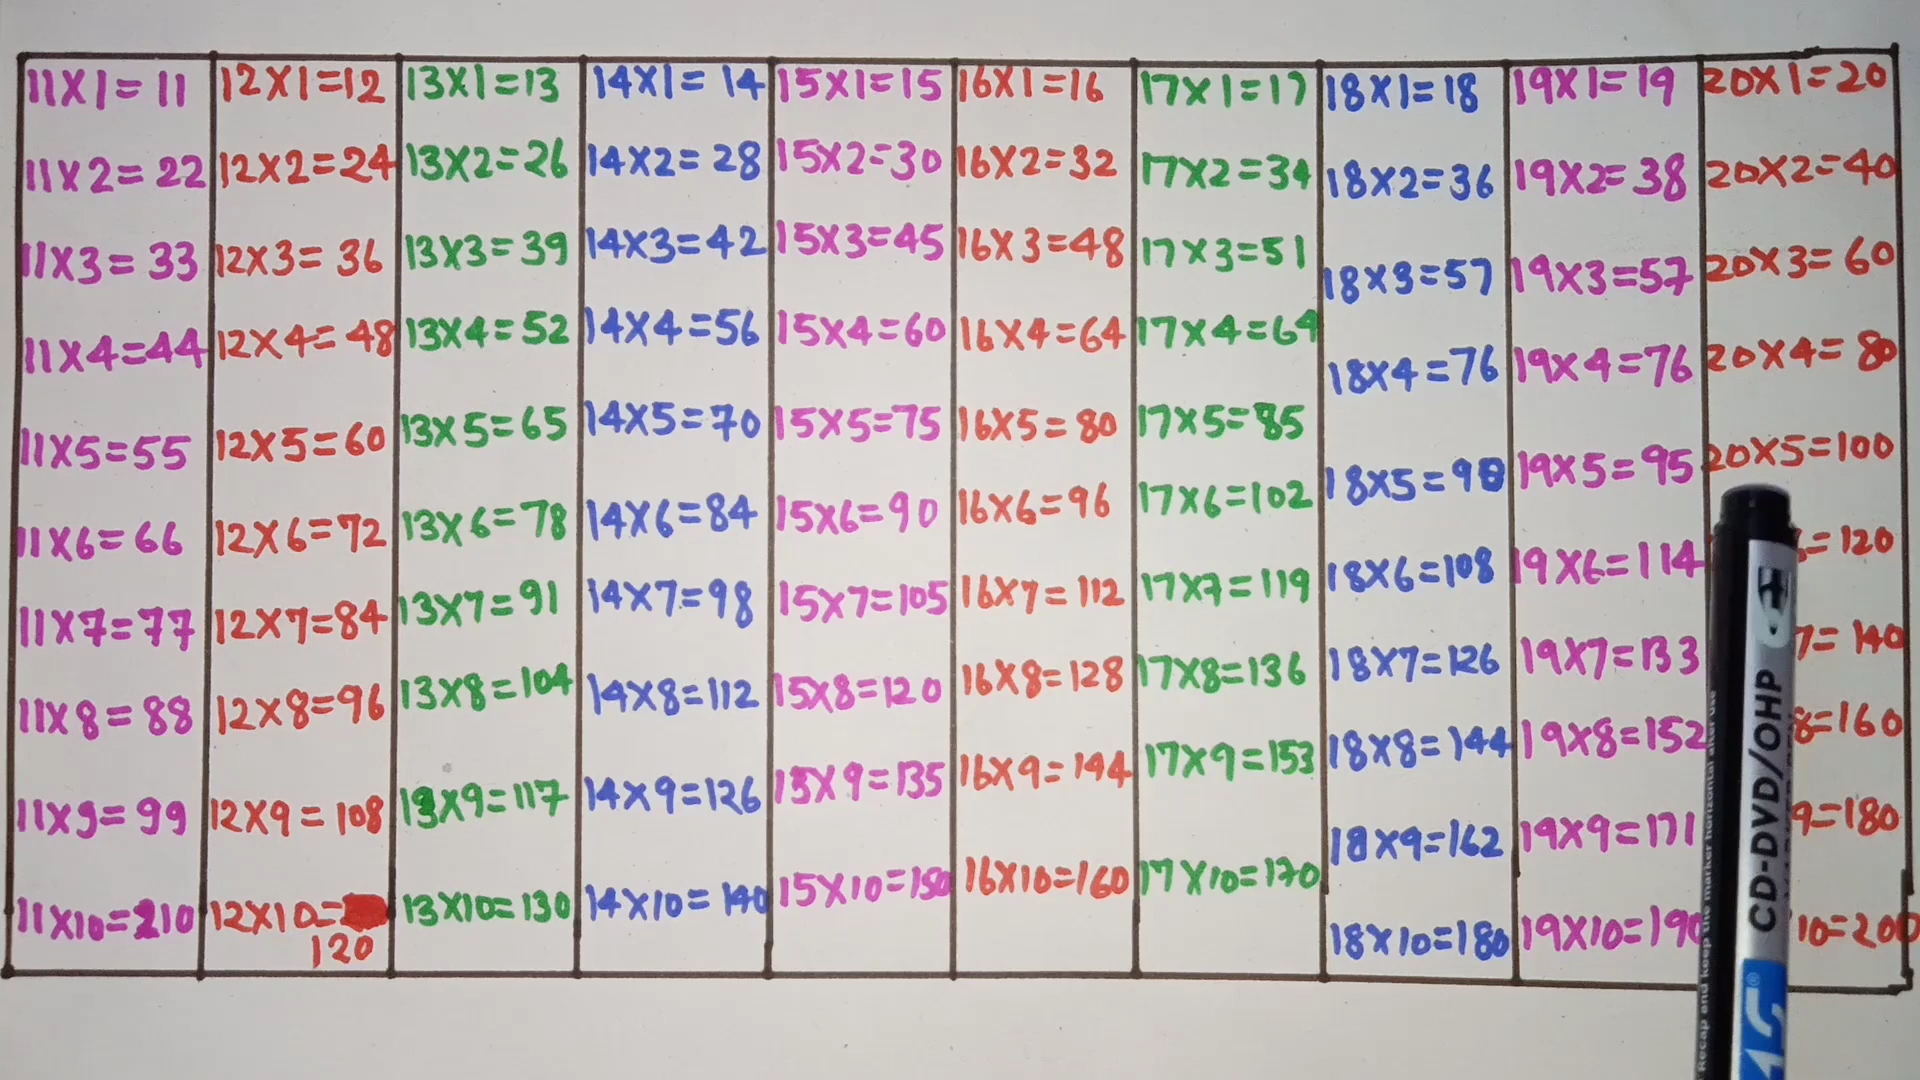 11X1=11
11X2=22
11X3=33
11X4=44
11X5=55
11X6=66
11X7=77
11X8=88
11X9=99
11X10=210
12X1=12
12X2=24
12X3=36
12X4=48
12X5=60
12X6=72
12X7=84
12X8=96
12X9=108
12X10=
120
13X1=13
13X2=26
13X3=39
13X4=52
13X5=65
13X6=78
13X7=91
13X8=104
13X9=117
13X10=130
14X1=14
14X2=28
14X3=42
14X4=56
14X5=70
14X6=84
14X7=98
14X8=112
14X9=126
14X10=140
15X1=15
15X2=30
15X3=45
15X4=60
15X5=75
15X6=90
15X7=105
15X8=120
15X9=135
15X10=150
16X1=16
16X2=32
16X3=48
16X4=64
16X5=80
16X6=96
16X7=112
16X8=128
16X9=144
16X10=160
17X1=17
17X2=34
17X3=51
17X4=64
17X5=85
17X6=102
17X7=119
17X8=136
17X9=153
17X10=170
18X1=18
18X2=36
18X3=57
18X4=76
18X5=90
18X6=108
18X7=126
18X8=144
18X9=162
18X10=180
19X1=19
19X2=38
19X3=57
19X4=76
19X5=95
19X6=114
19X7=133
19X8=152
19X9=171
19X10=190
20X1=20
20X2=40
20X3=60
20X4=80
20X5=100
=120
7=140
8=160
9=180
10=200
CD-DVD/OHP
Recap and keep the marker horizontal after use